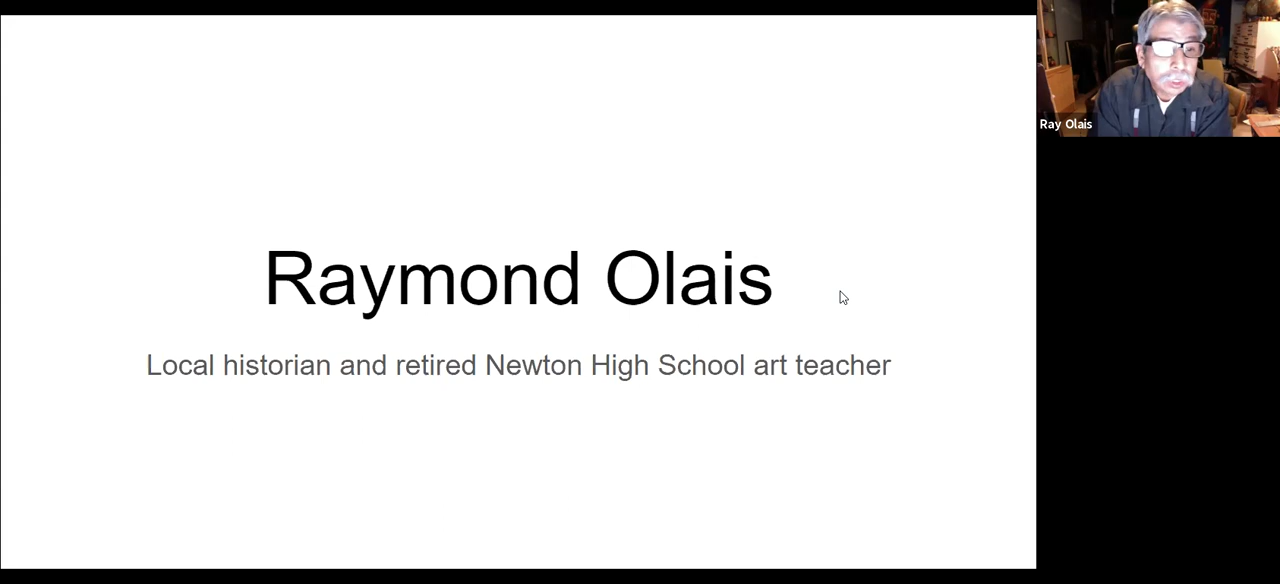 Raymond Olais
Local historian and retired Newton High School art teacher
Ray Olais